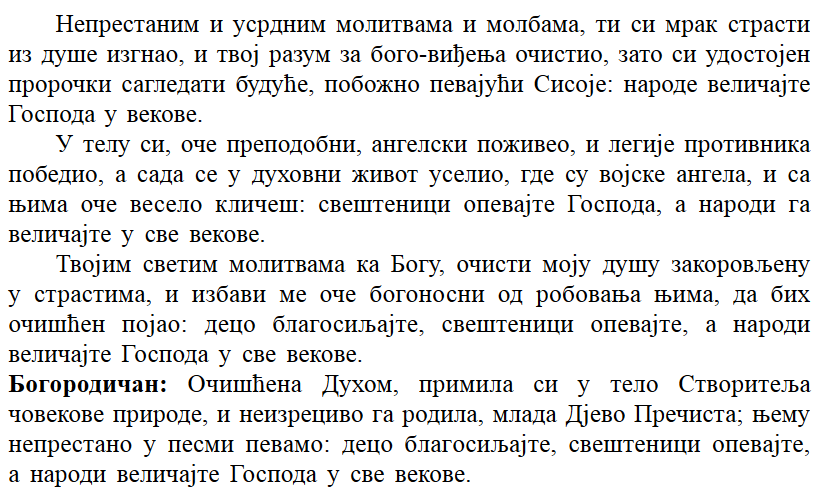 Непрестаним и усрдним молитвама и молбама, ти си мрак страсти
из душе изгнао, и твој разум за бого-виђења очистио, зато си удостојен
пророчки сагледати будуће, побожно певајући Сисоје: народе величајте
Господа у векове.
У телу си, оче преподобни, ангелски поживео, и легије противника
победио, а сада се у духовни живот уселио, где су војске ангела, и са
њима оче весело кличеш: свештеници опевајте Господа, а народи га
величајте у све векове.
Твојим светим молитвама ка Богу, очисти моју душу закоровљену
у страстима, и избави ме оче богоносни од робовања њима, да бих
очишћен појао: децо благосиљајте, свештеници опевајте, а народи
величајте Господа у све векове.
Богородичан: Очишћена Духом, примила си у тело Створитеља
човекове природе, и неизрециво га родила, млада Дјево Пречиста; њему
непрестано у песми певамо: децо благосиљајте, свештеници опевајте,
а народи величајте Господа у све векове.